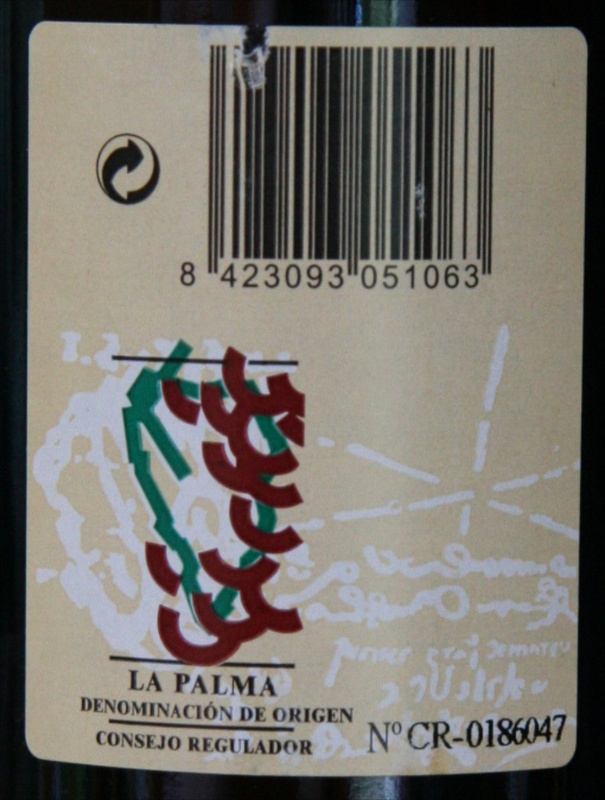 8 423093 051063
LA PALMA
DENOMINACIÓN DE ORIGEN
CONSEJO REGULADOR
Nº CR-0186047